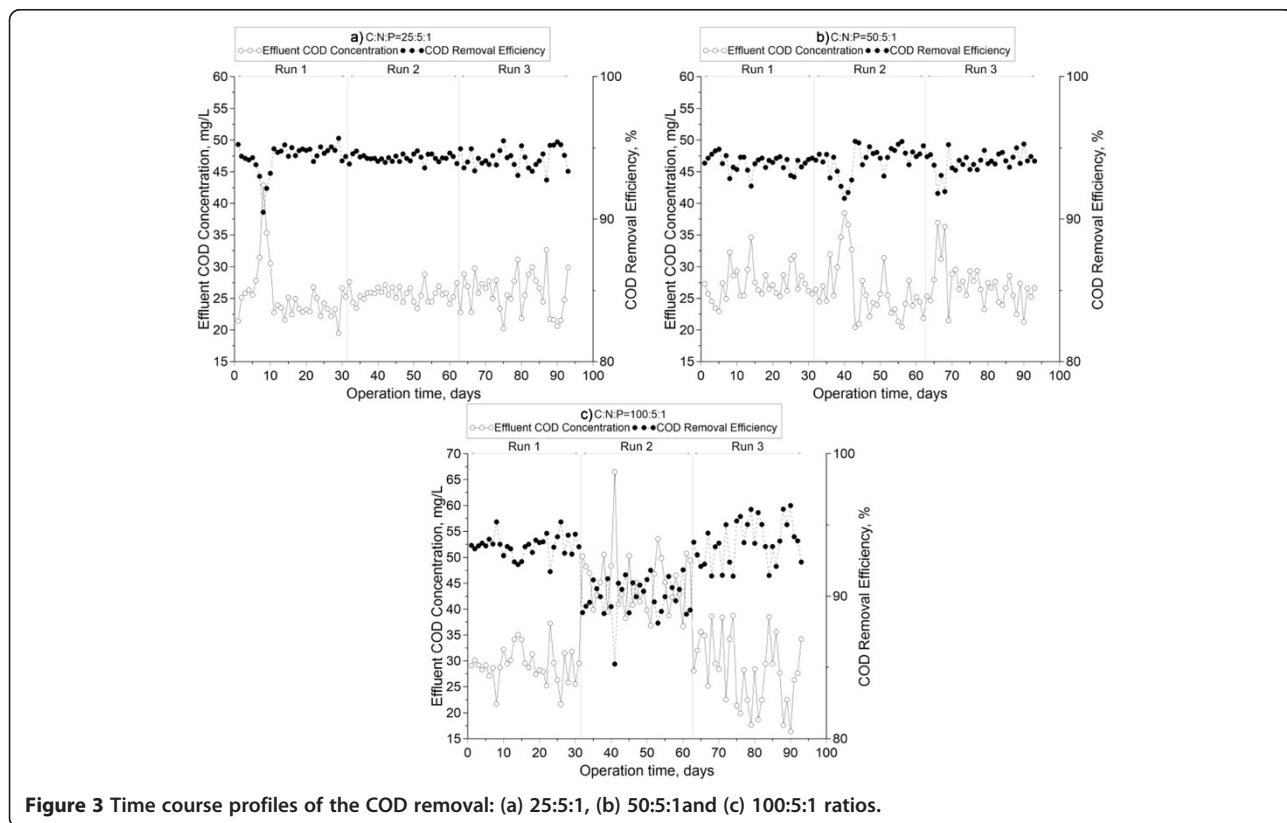 a) C:N:P=25:5:1
Effluent COD Concentration COD Removal Efficiency
Run 1 Run 2 Run 3
60
55
50
45
40
35
30
25
20
15
Effluent COD Concentration, mg/L
100
90
80
COD Removal Efficiency, %
0 10 20 30 40 50 60 70 80 90 100
Operation time, days
b) C:N:P=50:5:1
Effluent COD Concentration COD Removal Efficiency
Run 1 Run 2 Run 3
60
55
50
45
40
35
30
25
20
15
Effluent COD Concentration, mg/L
100
90
80
COD Removal Efficiency, %
0 10 20 30 40 50 60 70 80 90 100
Operation time, days
c) C:N:P=100:5:1
Effluent COD Concentration COD Removal Efficiency
Run 1 Run 2 Run 3
70
65
60
55
50
45
40
35
30
25
20
15
Effluent COD Concentration, mg/L
100
90
80
COD Removal Efficiency, %
0 10 20 30 40 50 60 70 80 90 100
Operation time, days
Figure 3 Time course profiles of the COD removal: (a) 25:5:1, (b) 50:5:1and (c) 100:5:1 ratios.